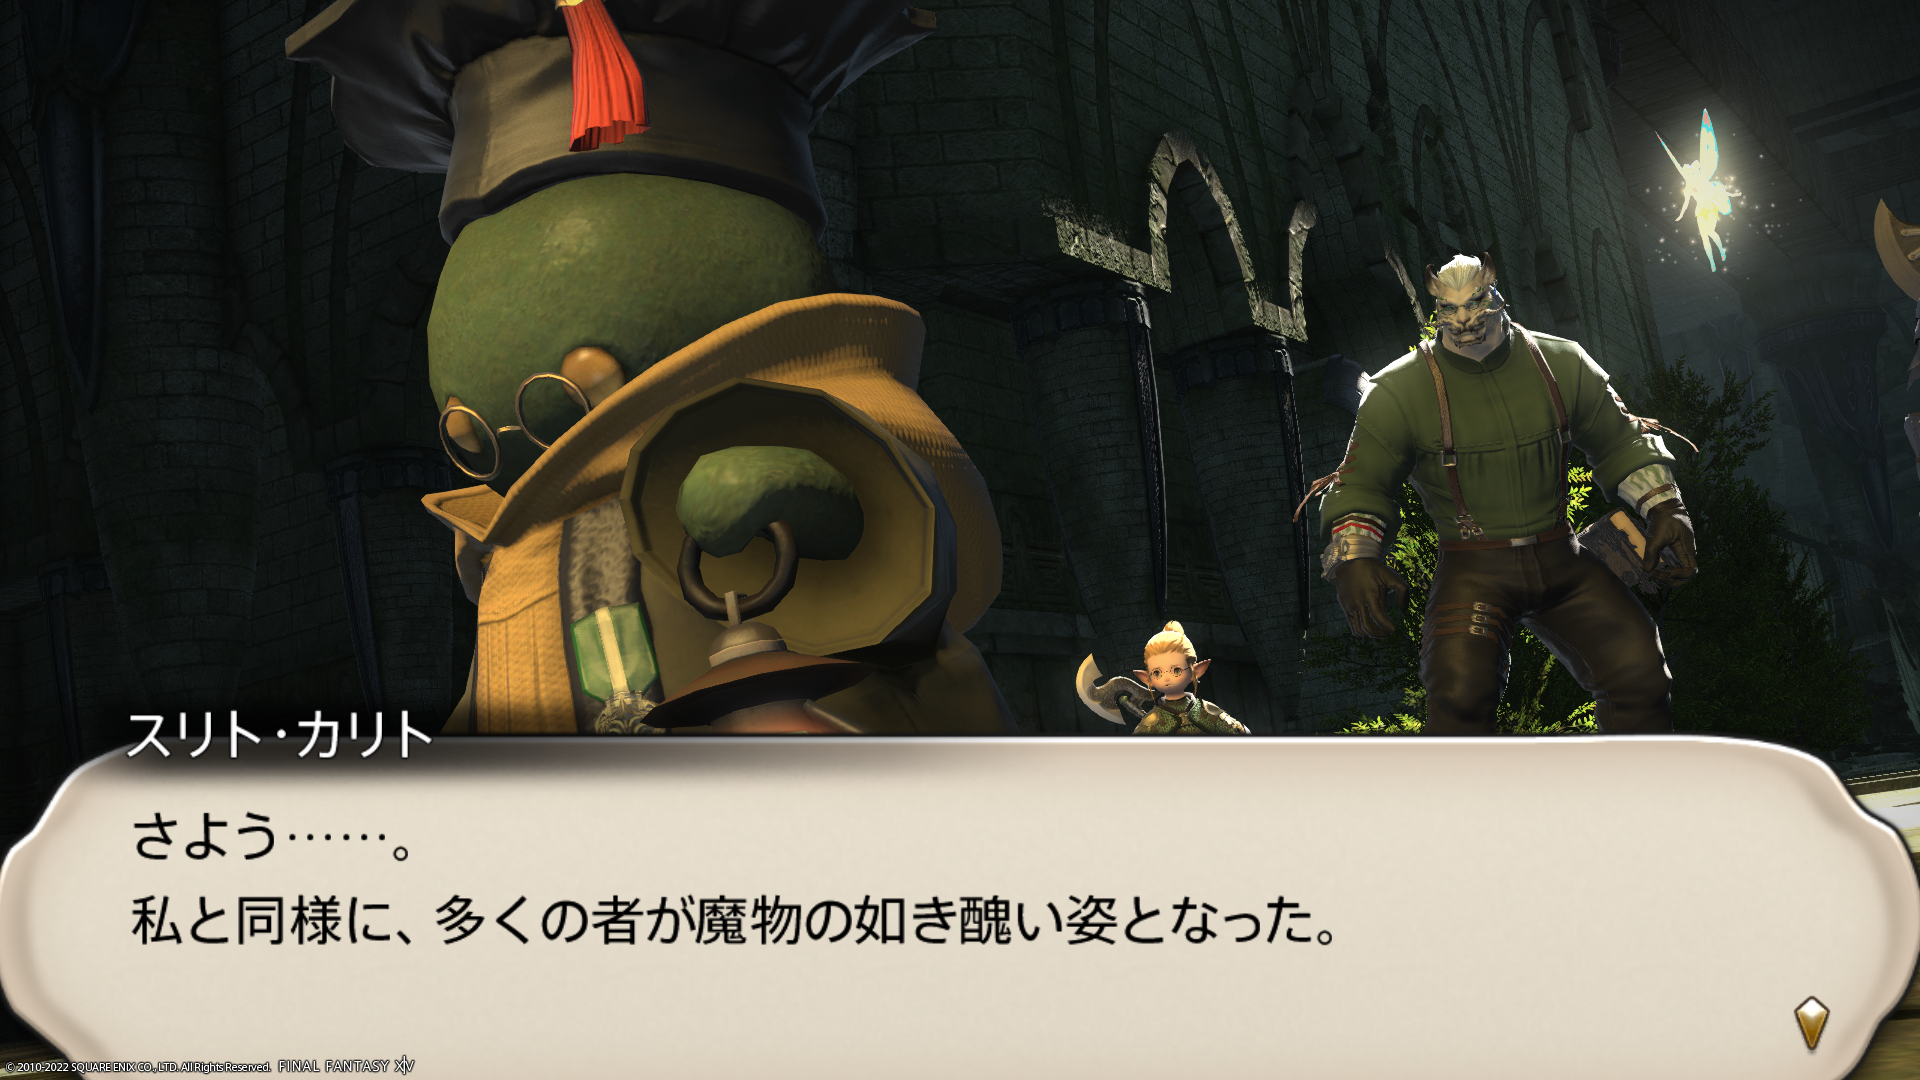 スリト・カリト
さよう……。
私と同様に、多くの者が魔物の如き醜い姿となった。
© 2010-2022 SQUARE ENIX CO., LTD. All Rights Reserved. FINAL FANTASY XIV